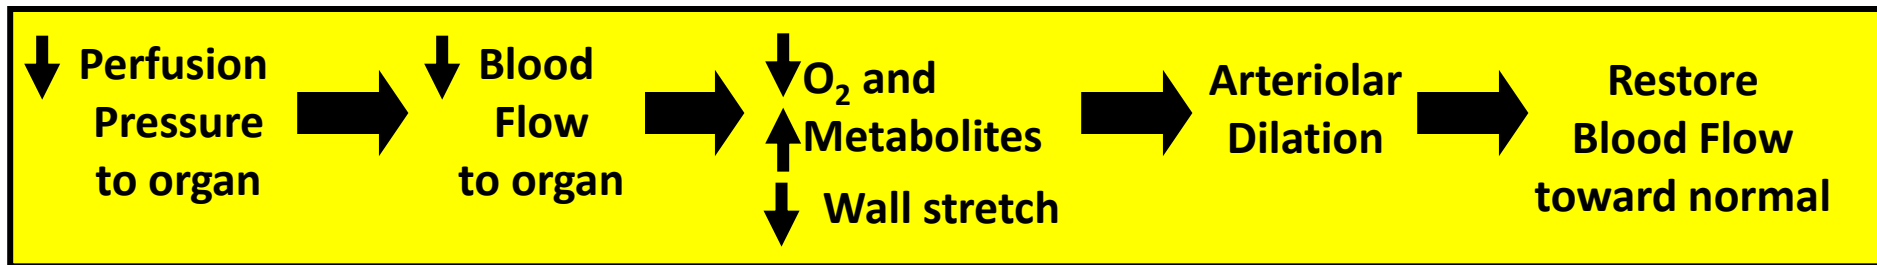 ↓ Perfusion
Pressure
to organ
↓ Blood
Flow
to organ
↓ O₂ and
↑ Metabolites
↓ Wall stretch
Arteriolar
Dilation
Restore
Blood Flow
toward normal